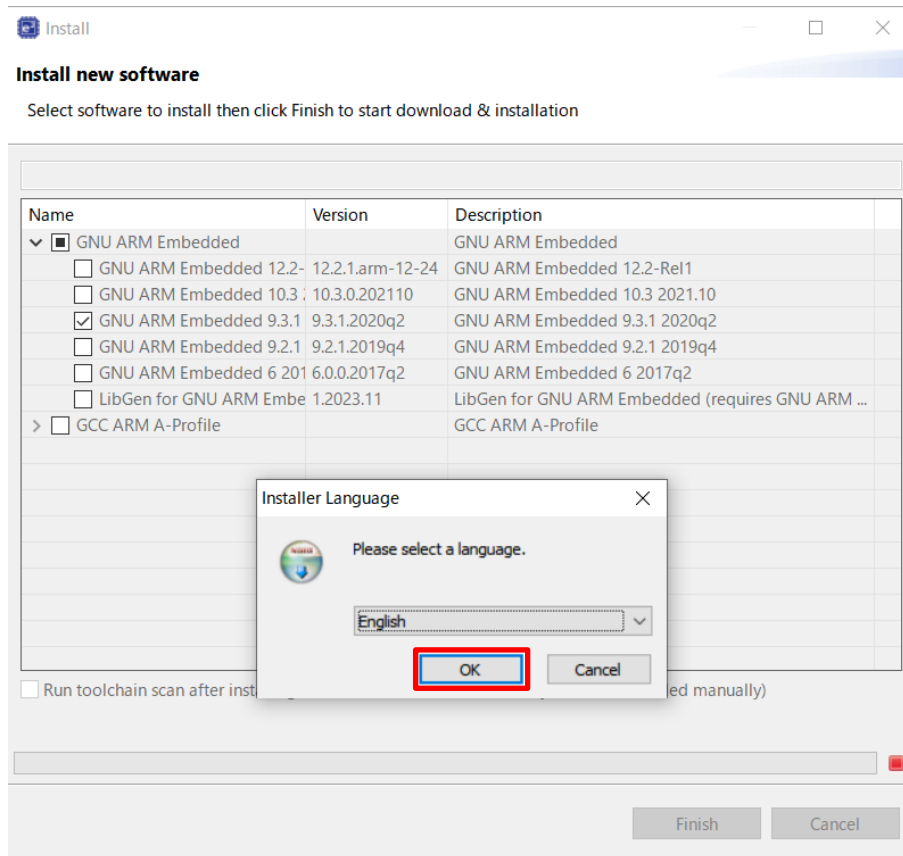 Install
Install new software
Select software to install then click Finish to start download & installation
Name Version Description
GNU ARM Embedded GNU ARM Embedded
GNU ARM Embedded 12.2- 12.2.1.arm-12-24 GNU ARM Embedded 12.2-Rel1
GNU ARM Embedded 10.3 10.3.0.202110 GNU ARM Embedded 10.3 2021.10
GNU ARM Embedded 9.3.1 9.3.1.2020q2 GNU ARM Embedded 9.3.1 2020q2
GNU ARM Embedded 9.2.1 9.2.1.2019q4 GNU ARM Embedded 9.2.1 2019q4
GNU ARM Embedded 6 201 6.0.0.2017q2 GNU ARM Embedded 6 2017q2
LibGen for GNU ARM Embe 1.2023.11 LibGen for GNU ARM Embedded (requires GNU ARM ...
GCC ARM A-Profile GCC ARM A-Profile
Installer Language
Please select a language.
English
OK Cancel
Run toolchain scan after inst ed manually)
Finish Cancel